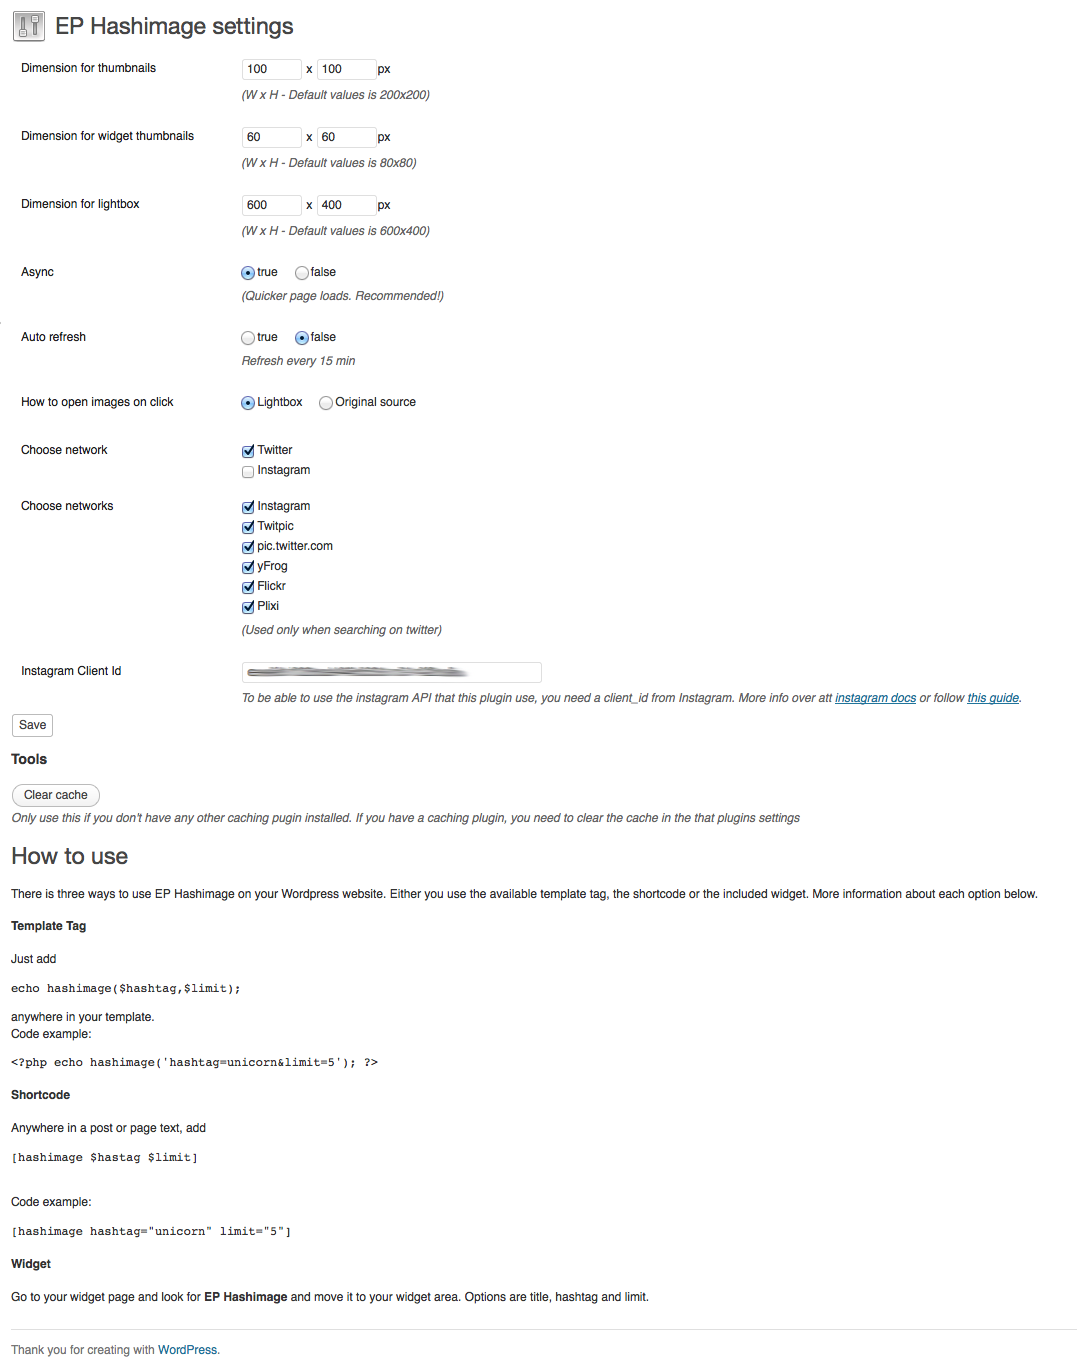 EP Hashimage settings
Dimension for thumbnails 100 x 100 px
(W x H - Default values is 200x200)
Dimension for widget thumbnails 60 x 60 px
(W x H - Default values is 80x80)
Dimension for lightbox 600 x 400 px
(W x H - Default values is 600x400)
Async true false
(Quicker page loads. Recommended!)
Auto refresh true false
Refresh every 15 min
How to open images on click Lightbox Original source
Choose network Twitter
Instagram
Choose networks Instagram
Twitpic
pic.twitter.com
yFrog
Flickr
Plixi
(Used only when searching on twitter)
Instagram Client Id
To be able to use the instagram API that this plugin use, you need a client_id from Instagram. More info over att instagram docs or follow this guide.
Save
Tools
Clear cache
Only use this if you don't have any other caching pugin installed. If you have a caching plugin, you need to clear the cache in the that plugins settings
How to use
There is three ways to use EP Hashimage on your Wordpress website. Either you use the available template tag, the shortcode or the included widget. More information about each option below.
Template Tag
Just add
echo hashimage($hashtag,$limit);
anywhere in your template.
Code example:
<?php echo hashimage('hashtag=unicorn&limit=5'); ?>
Shortcode
Anywhere in a post or page text, add
[hashimage $hastag $limit]
Code example:
[hashimage hashtag="unicorn" limit="5"]
Widget
Go to your widget page and look for EP Hashimage and move it to your widget area. Options are title, hashtag and limit.
Thank you for creating with WordPress.